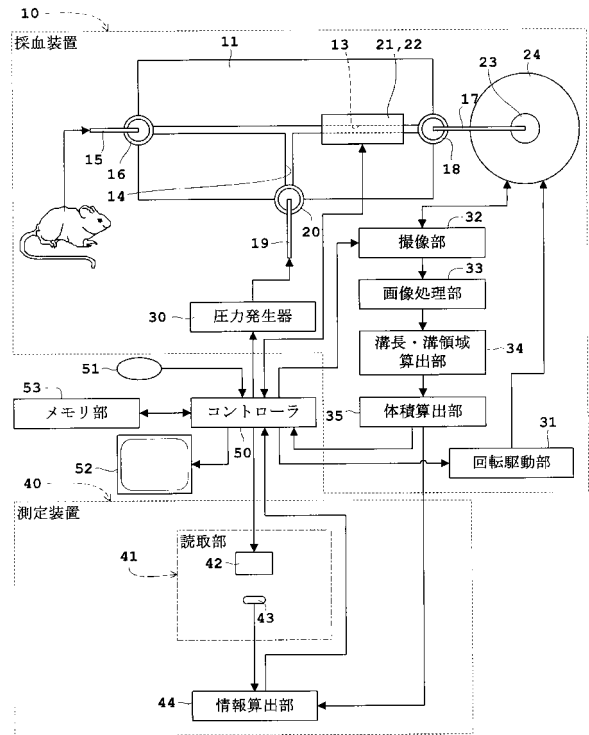 10
採血装置
11
13
21,22
23
24
17
15
16
18
14
20
19
32
撮像部
33
画像処理部
30
圧力発生器
溝長・溝領域
算出部
34
51
53
メモリ部
コントローラ
50
35
体積算出部
31
回転駆動部
52
40
測定装置
読取部
41
42
43
44
情報算出部